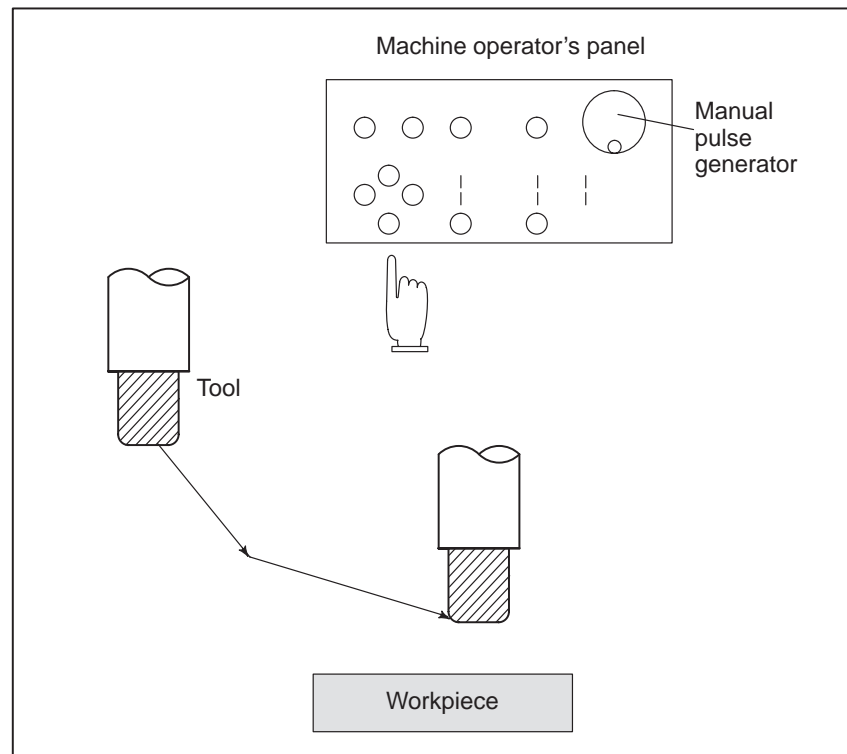 Machine operator’s panel
Manual
pulse
generator
Tool
Workpiece